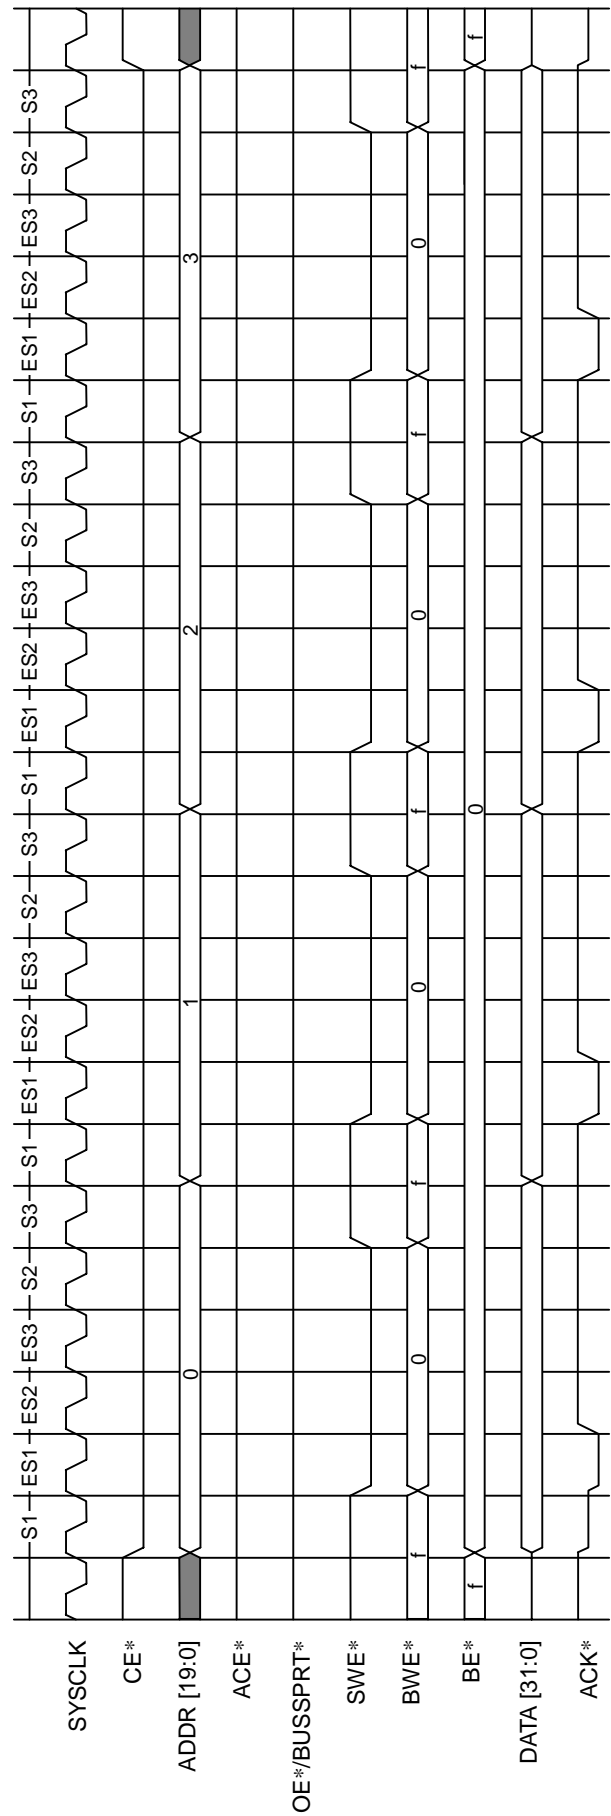 S1 ES1 ES2 ES3 S2 S3 S1 ES1 ES2 ES3 S2 S3 S1 ES1 ES2 ES3 S2 S3 S1 ES1 ES2 ES3 S2 S3
SYSCLK
CE*
ADDR [19:0] 0 1 2 3
ACE*
OE*/BUSSPRT*
SWE*
BWE* f 0 f 0 f 0 f 0 f
BE* f 0 f
DATA [31:0]
ACK*